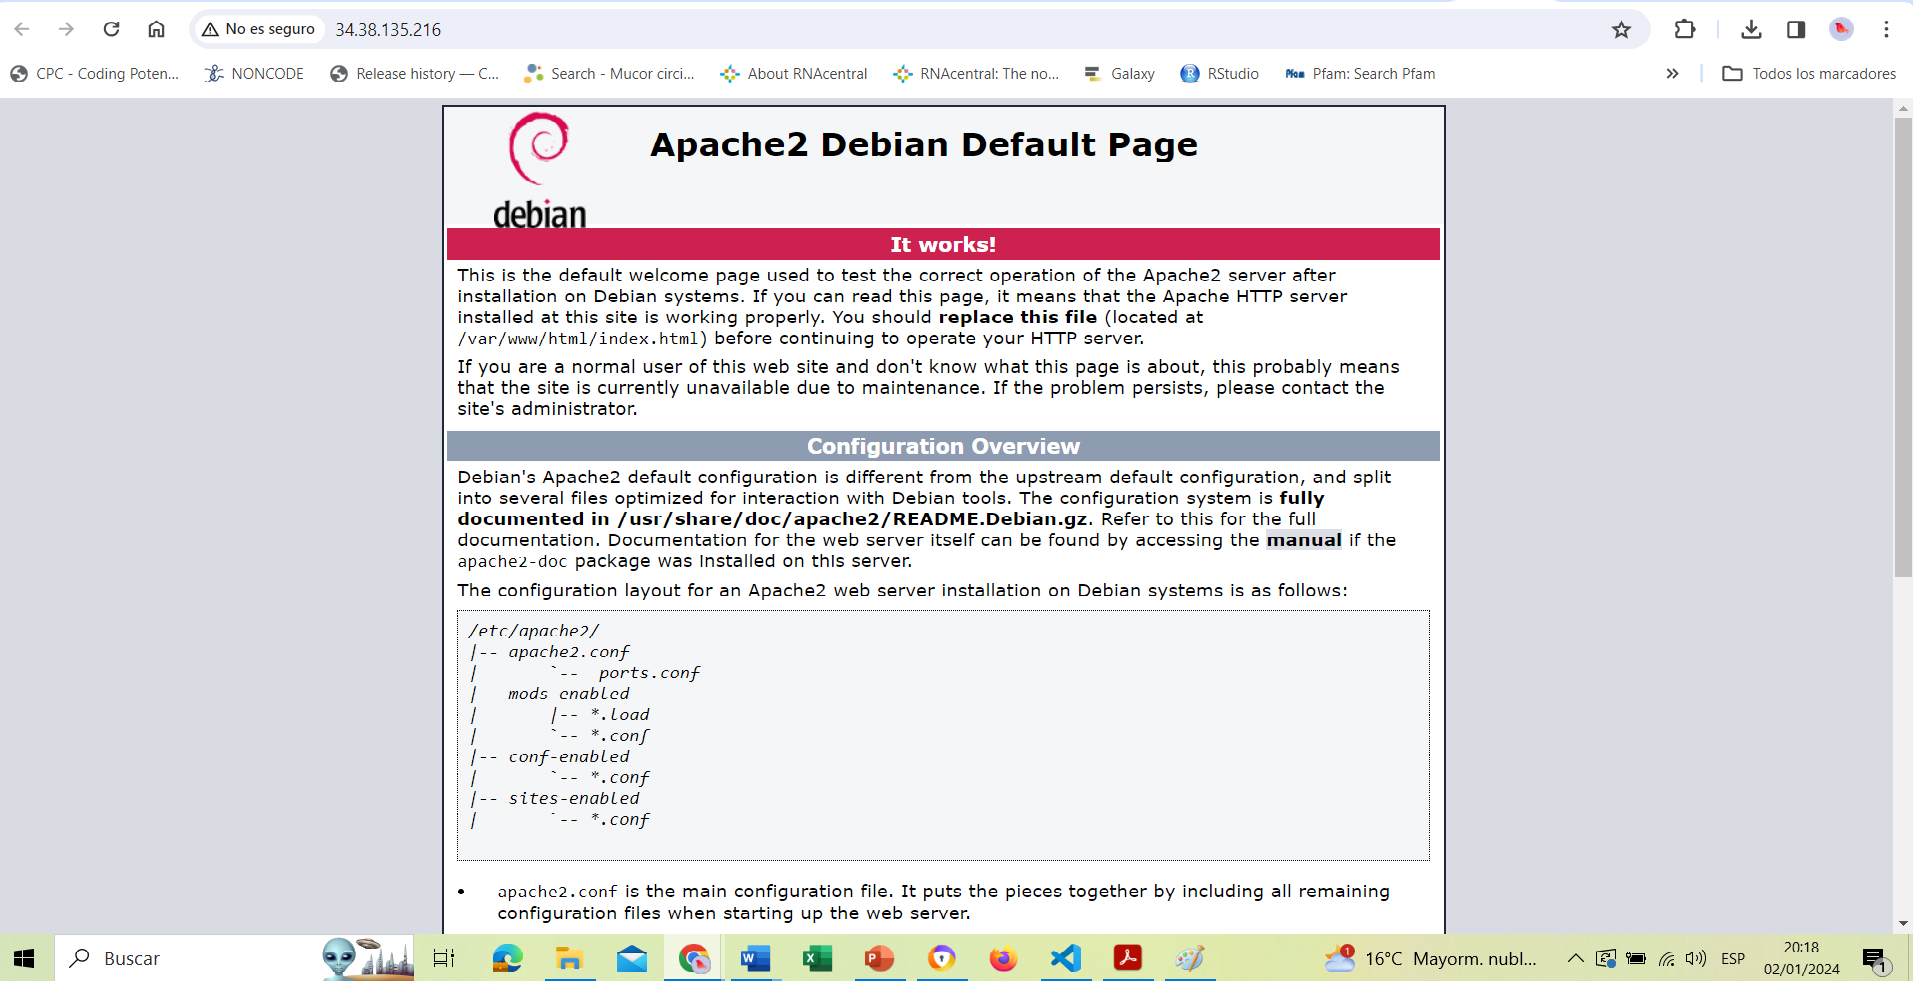 No es seguro 34.38.135.216
CPC - Coding Poten... NONCODE Release history — C... Search - Mucor circi... About RNAcentral RNAcentral: The no... Galaxy RStudio Pfam Pfam: Search Pfam » Todos los marcadores
debian
Apache2 Debian Default Page
It works!
This is the default welcome page used to test the correct operation of the Apache2 server after
installation on Debian systems. If you can read this page, it means that the Apache HTTP server
installed at this site is working properly. You should replace this file (located at
/var/www/html/index.html) before continuing to operate your HTTP server.
If you are a normal user of this web site and don't know what this page is about, this probably means
that the site is currently unavailable due to maintenance. If the problem persists, please contact the
site's administrator.
Configuration Overview
Debian's Apache2 default configuration is different from the upstream default configuration, and split
into several files optimized for interaction with Debian tools. The configuration system is fully
documented in /usr/share/doc/apache2/README.Debian.gz. Refer to this for the full
documentation. Documentation for the web server itself can be found by accessing the manual if the
apache2-doc package was installed on this server.
The configuration layout for an Apache2 web server installation on Debian systems is as follows:
/etc/apache2/
|-- apache2.conf
|       `--  ports.conf
|   mods enabled
|       |-- *.load
|       `-- *.conf
|-- conf-enabled
|       `-- *.conf
|-- sites-enabled
|       `-- *.conf
• apache2.conf is the main configuration file. It puts the pieces together by including all remaining
configuration files when starting up the web server.
Buscar
W X P
1 16°C Mayorm. nubl... ESP 20:18
02/01/2024 1